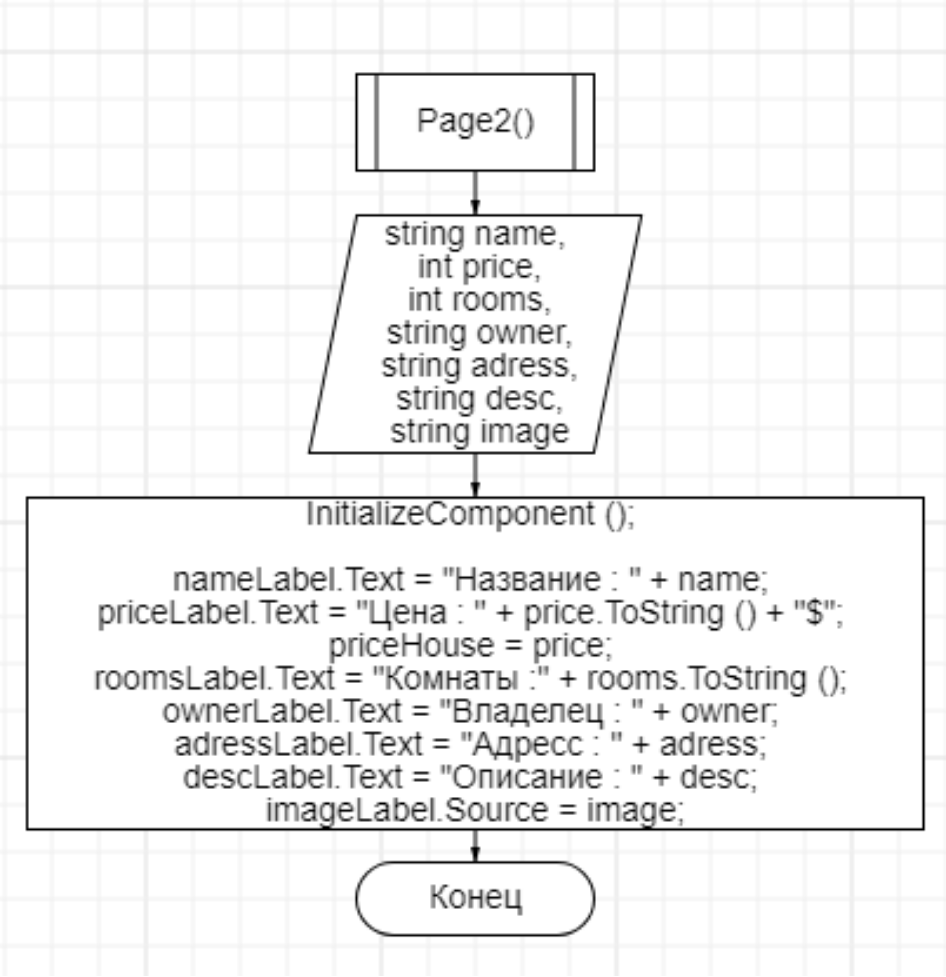 Page2()
string name,
int price,
int rooms,
string owner,
string adress,
string desc,
string image
InitializeComponent ();
nameLabel.Text = "Название : " + name;
priceLabel.Text = "Цена : " + price.ToString () + "$";
priceHouse = price;
roomsLabel.Text = "Комнаты :" + rooms.ToString ();
ownerLabel.Text = "Владелец : " + owner;
adressLabel.Text = "Адресс : " + adress;
descLabel.Text = "Описание : " + desc;
imageLabel.Source = image;
Конец